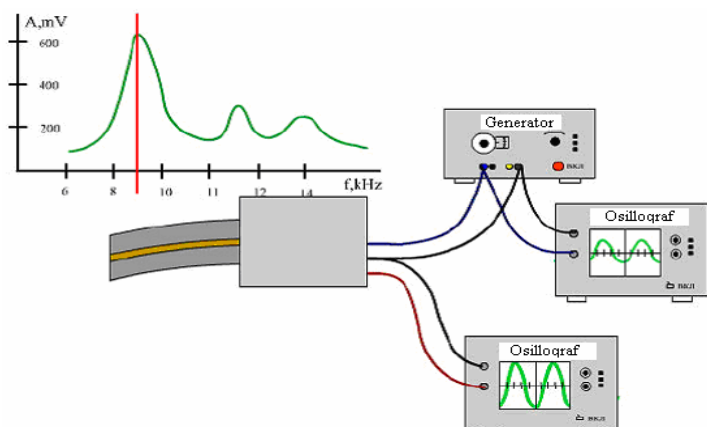 A,mV
600
400
200
6 8 10 11 12 14 f,kHz
Generator
Osilloqraf
Osilloqraf